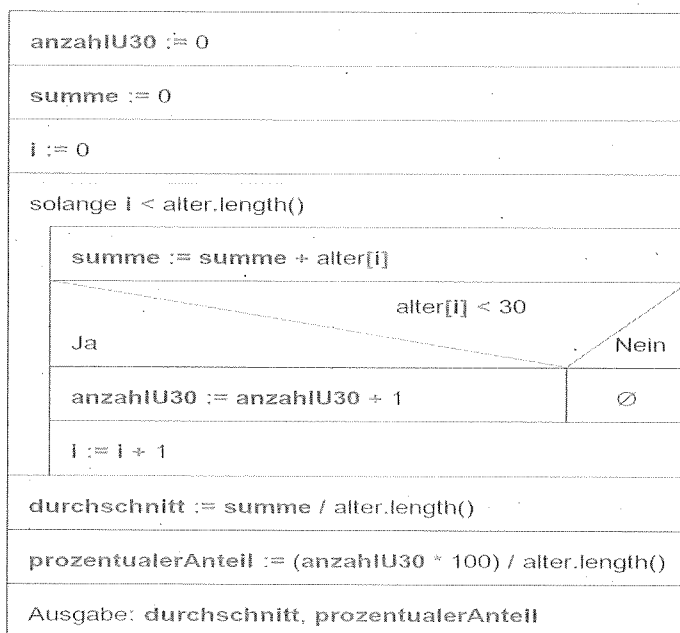 anzahlU30 := 0
summe := 0
i := 0
solange i < alter.length()
summe := summe + alter[i]
alter[i] < 30
Ja
Nein
anzahlU30 := anzahlU30 + 1
∅
i := i + 1
durchschnitt := summe / alter.length()
prozentualerAnteil := (anzahlU30 * 100) / alter.length()
Ausgabe: durchschnitt, prozentualerAnteil